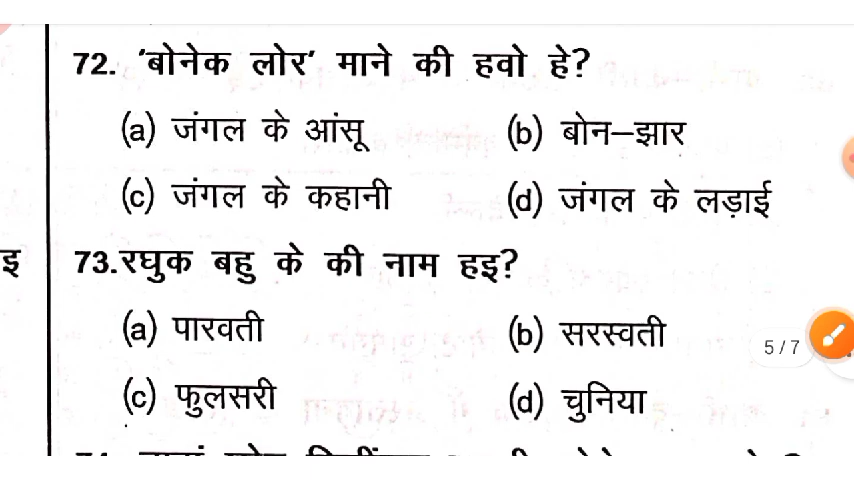 72. 'बोनेक लोर' माने की हवो हे?
(a) जंगल के आंसू (b) बोन–झार
(c) जंगल के कहानी (d) जंगल के लड़ाई
इ 73.रघुक बहु के की नाम हइ?
(a) पारवती (b) सरस्वती
5 / 7
(c) फुलसरी (d) चुनिया